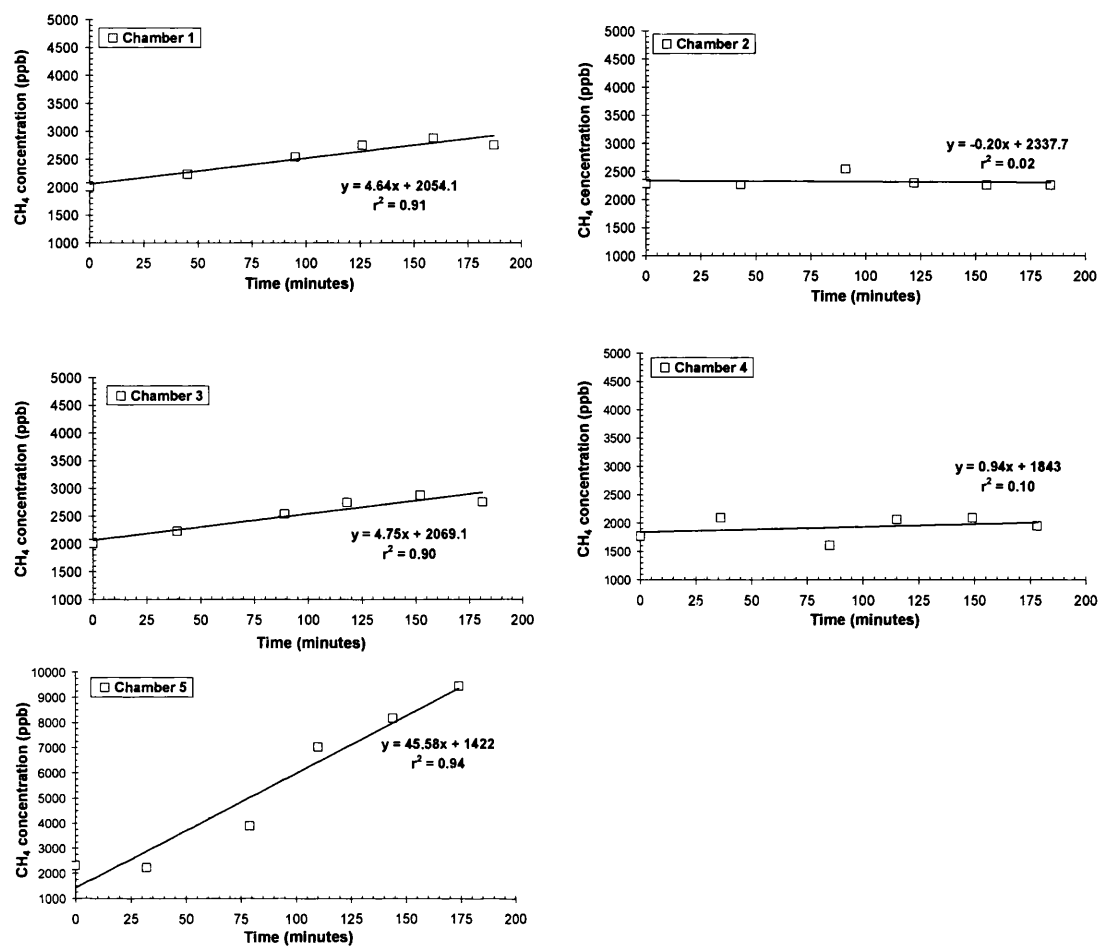 CH4 concentration (ppb)
5000
4500
4000
3500
3000
2500
2000
1500
1000
Chamber 1
y = 4.64x + 2054.1
r² = 0.91
0 25 50 75 100 125 150 175 200
Time (minutes)
CH4 cencentration (ppb)
5000
4500
4000
3500
3000
2500
2000
1500
1000
Chamber 2
y = -0.20x + 2337.7
r² = 0.02
0 25 50 75 100 125 150 175 200
Time (minutes)
CH4 concentration (ppb)
5000
4500
4000
3500
3000
2500
2000
1500
1000
Chamber 3
y = 4.75x + 2069.1
r² = 0.90
0 25 50 75 100 125 150 175 200
Time (minutes)
CH4 concentration (ppb)
5000
4500
4000
3500
3000
2500
2000
1500
1000
Chamber 4
y = 0.94x + 1843
r² = 0.10
0 25 50 75 100 125 150 175 200
Time (minutes)
CH4 concentration (ppb)
10000
9000
8000
7000
6000
5000
4000
3000
2000
1000
Chamber 5
y = 45.58x + 1422
r² = 0.94
0 25 50 75 100 125 150 175 200
Time (minutes)